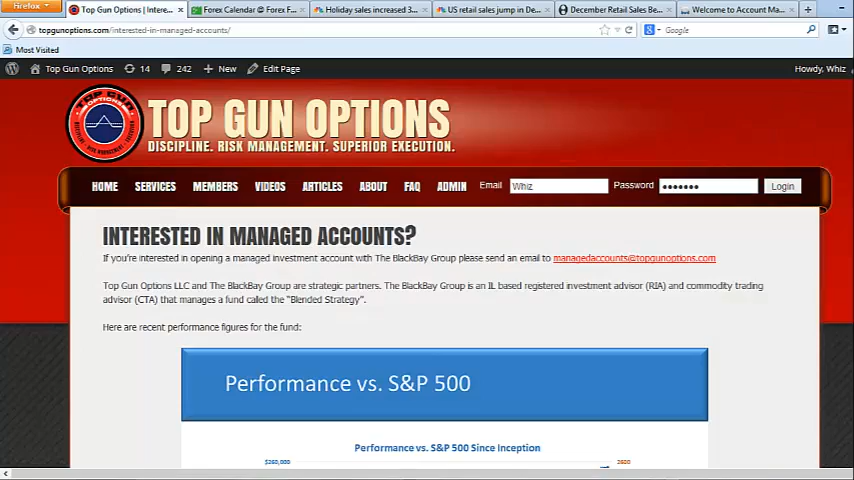 Firefox
Top Gun Options | Intere...
Forex Calendar @ Forex F...
Holiday sales increased 3...
US retail sales jump in De...
December Retail Sales Be...
Welcome to Account Ma...
topgunoptions.com/interested-in-managed-accounts/
Google
Most Visited
Top Gun Options 14 242 + New Edit Page Howdy, Whiz
TOP GUN OPTIONS
DISCIPLINE. RISK MANAGEMENT. SUPERIOR EXECUTION.
HOME SERVICES MEMBERS VIDEOS ARTICLES ABOUT FAQ ADMIN Email Whiz Password ••••••• Login
INTERESTED IN MANAGED ACCOUNTS?
If you're interested in opening a managed investment account with The BlackBay Group please send an email to managedaccounts@topgunoptions.com
Top Gun Options LLC and The BlackBay Group are strategic partners. The BlackBay Group is an IL based registered investment advisor (RIA) and commodity trading
advisor (CTA) that manages a fund called the "Blended Strategy".
Here are recent performance figures for the fund:
Performance vs. S&P 500
Performance vs. S&P 500 Since Inception
$260,000 2600